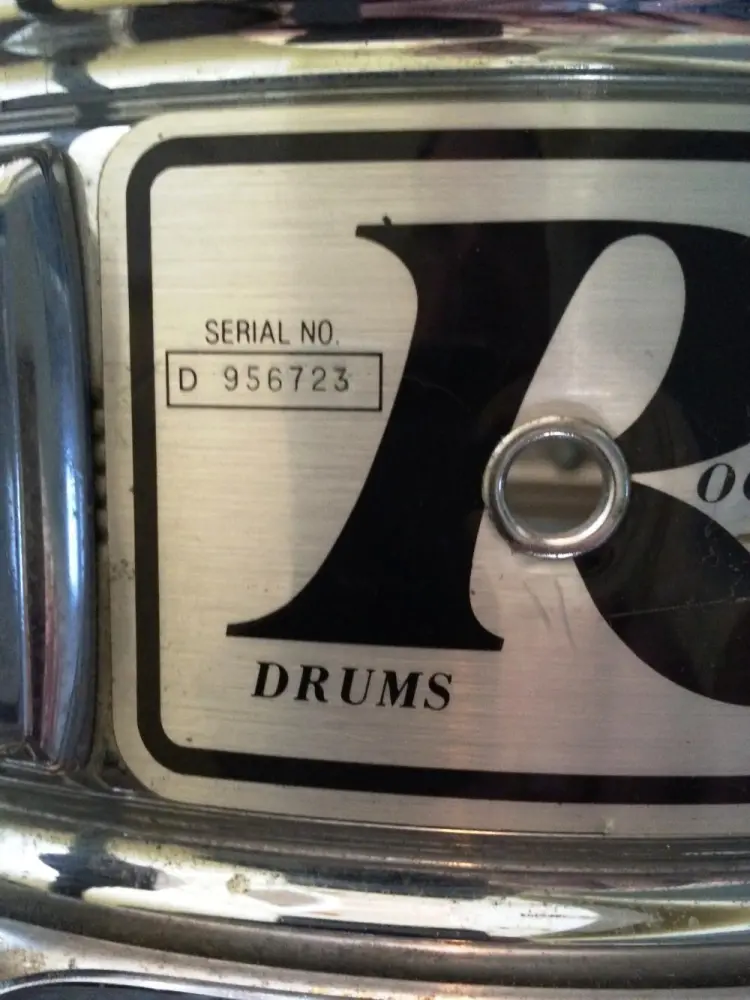 SERIAL NO.
D 956723
R
DRUMS